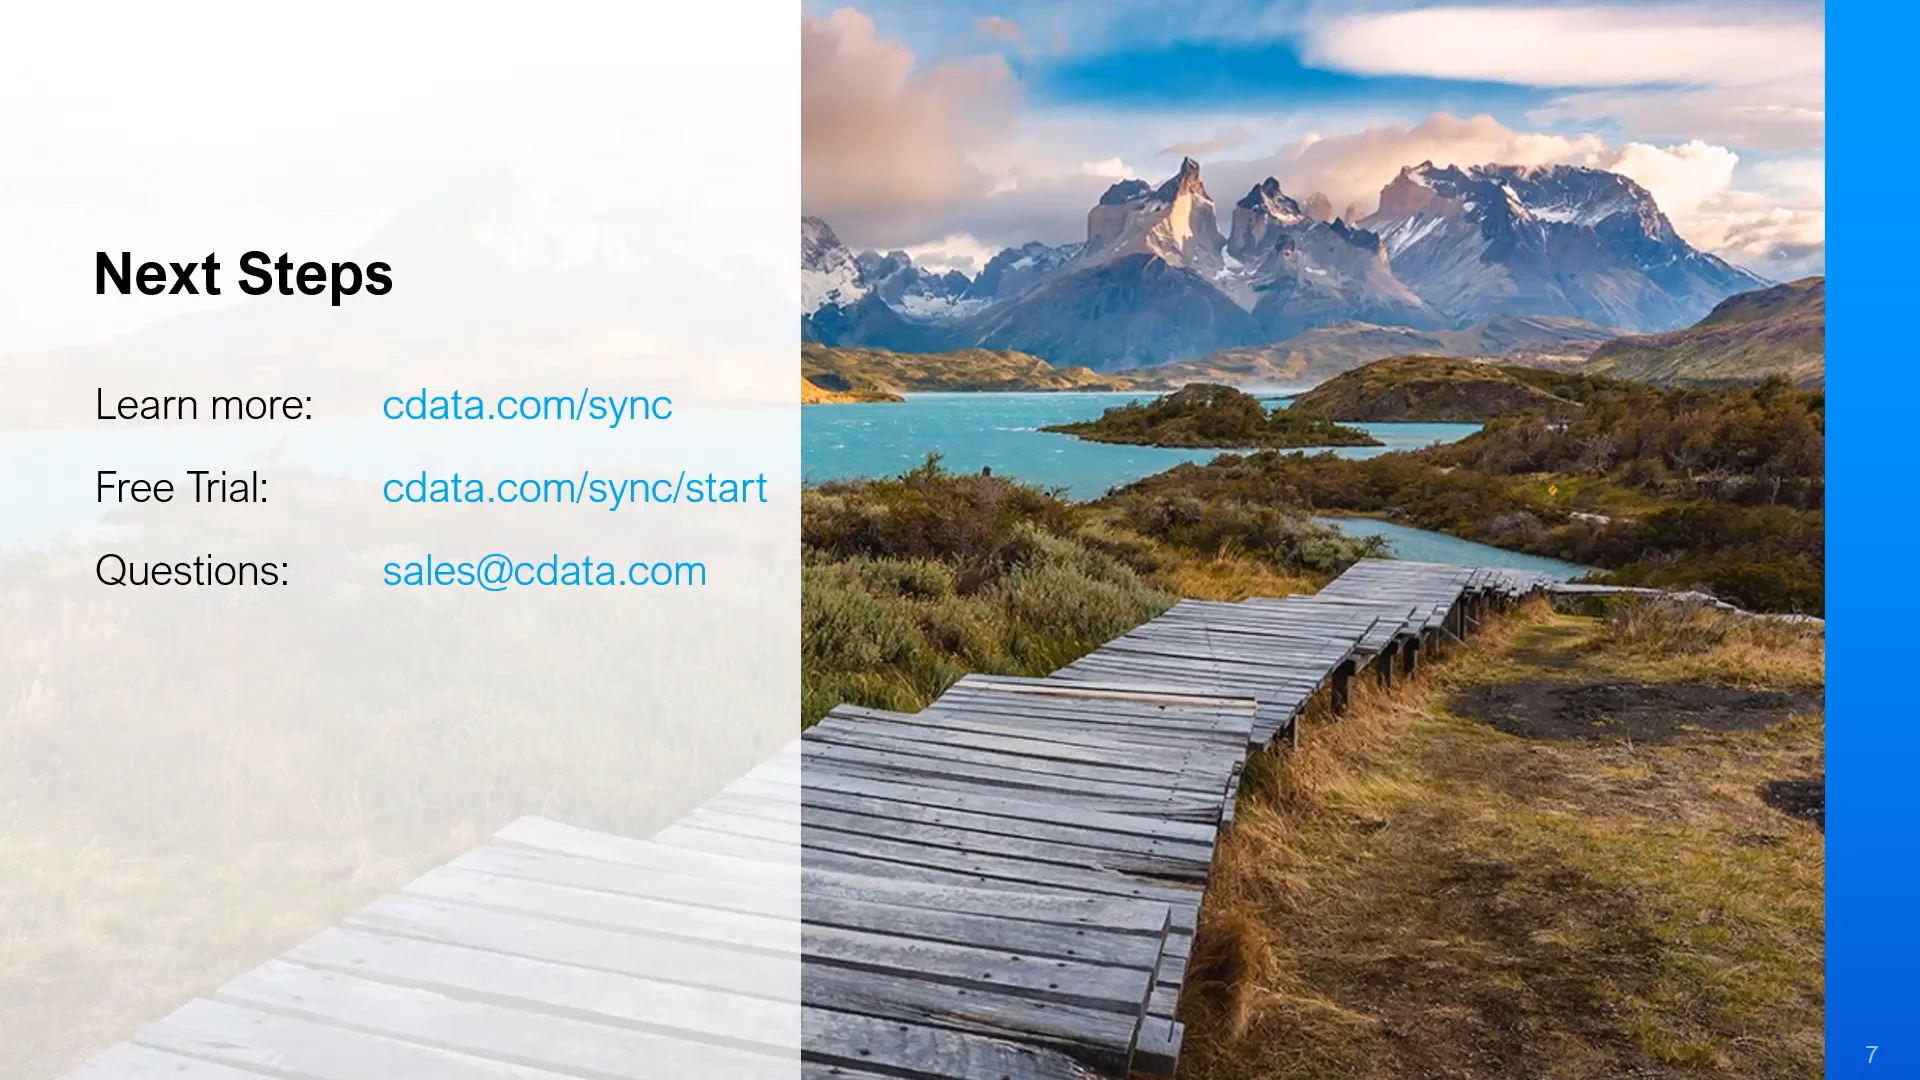 Next Steps
Learn more: cdata.com/sync
Free Trial: cdata.com/sync/start
Questions: sales@cdata.com
7